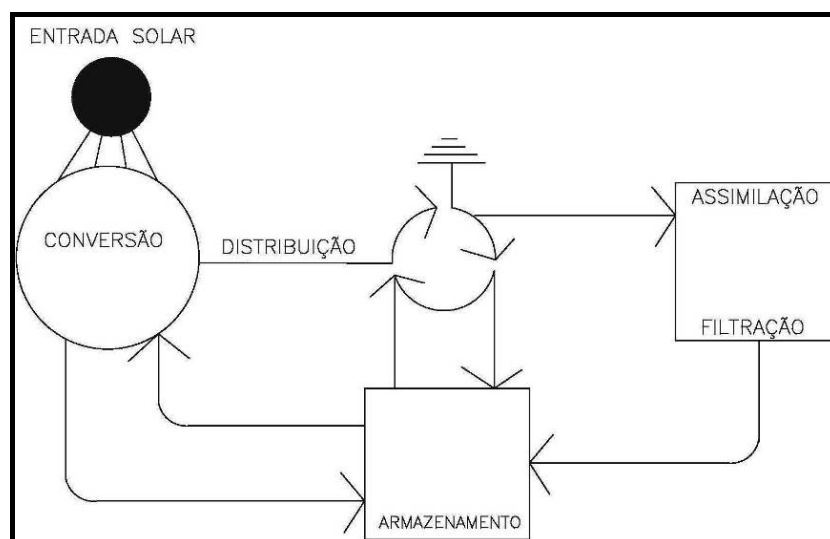 ENTRADA SOLAR
CONVERSÃO
DISTRIBUIÇÃO
ASSIMILAÇÃO
FILTRAÇÃO
ARMAZENAMENTO